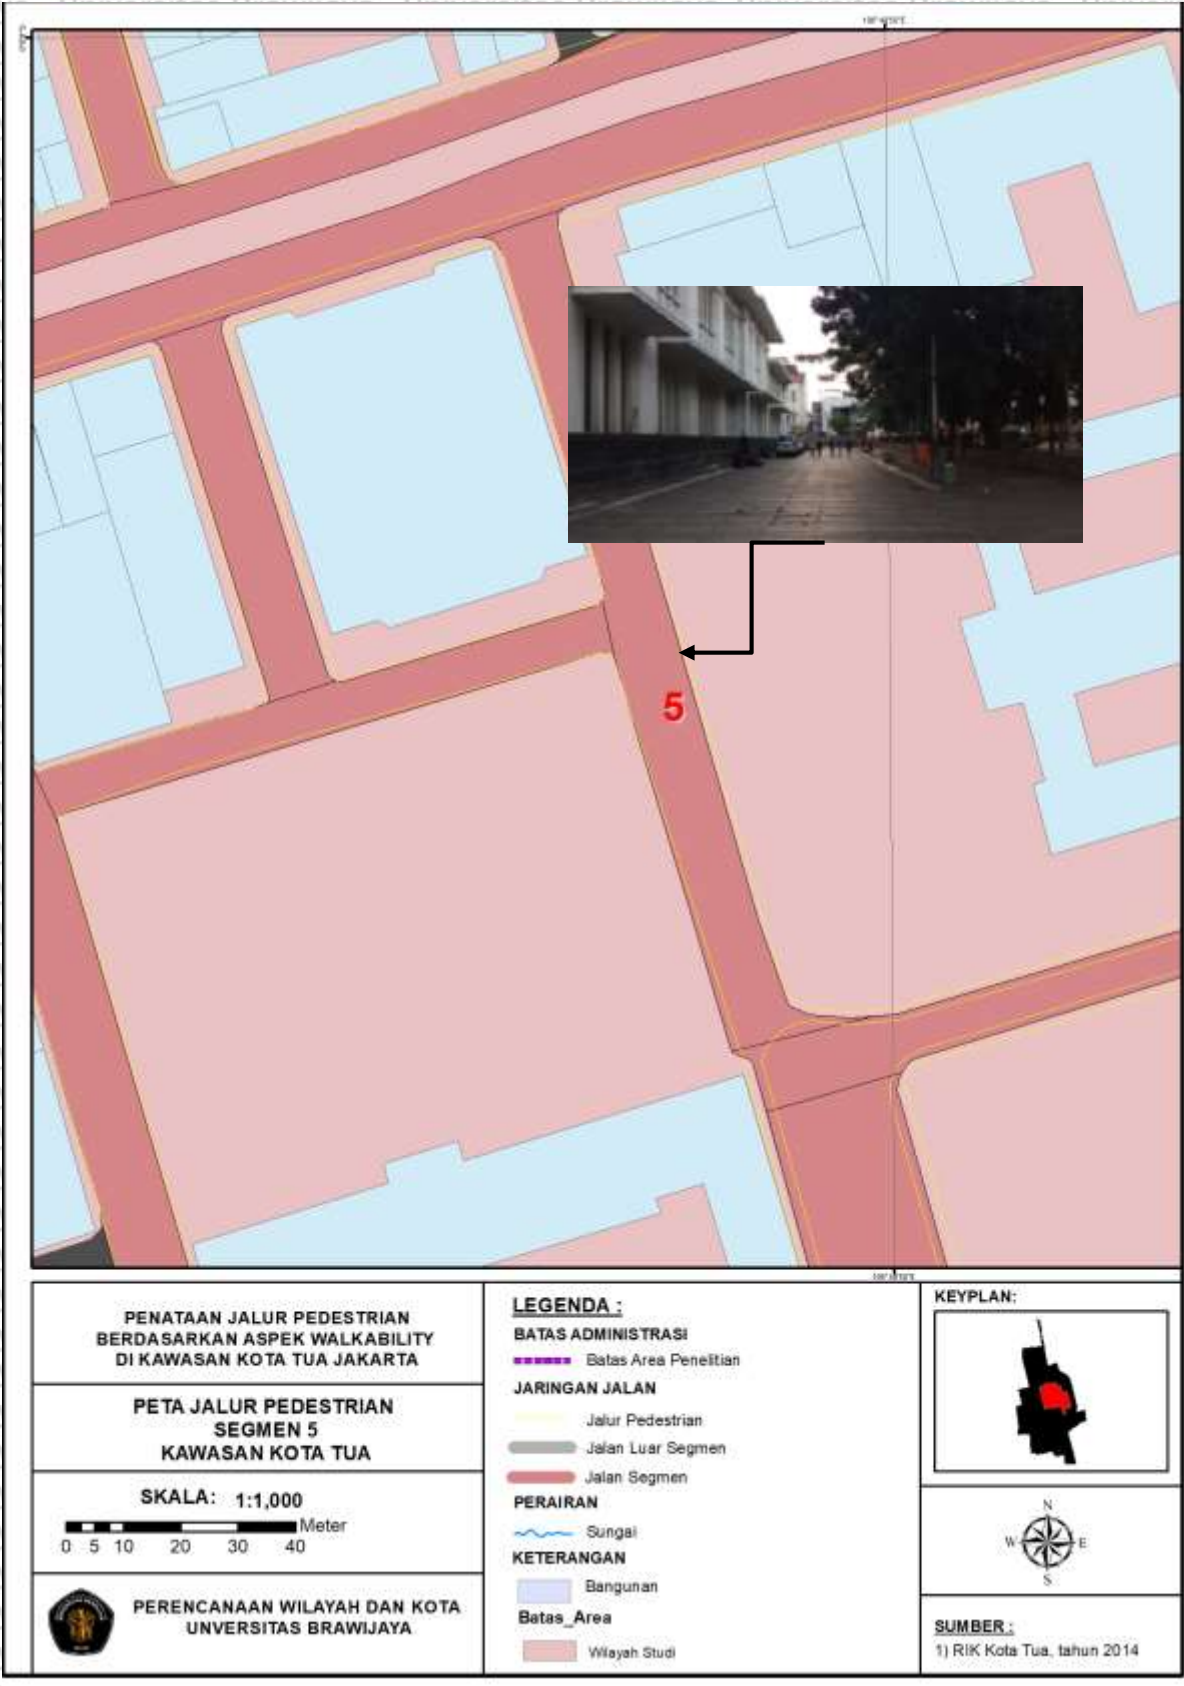 5
PENATAAN JALUR PEDESTRIAN
BERDASARKAN ASPEK WALKABILITY
DI KAWASAN KOTA TUA JAKARTA
PETA JALUR PEDESTRIAN
SEGMEN 5
KAWASAN KOTA TUA
SKALA: 1:1,000
Meter
0 5 10 20 30 40
PERENCANAAN WILAYAH DAN KOTA
UNVERSITAS BRAWIJAYA
LEGENDA :
BATAS ADMINISTRASI
Batas Area Penelitian
JARINGAN JALAN
Jalur Pedestrian
Jalan Luar Segmen
Jalan Segmen
PERAIRAN
Sungai
KETERANGAN
Bangunan
Batas_Area
Wilayah Studi
KEYPLAN:
N
W E
S
SUMBER :
1) RIK Kota Tua, tahun 2014